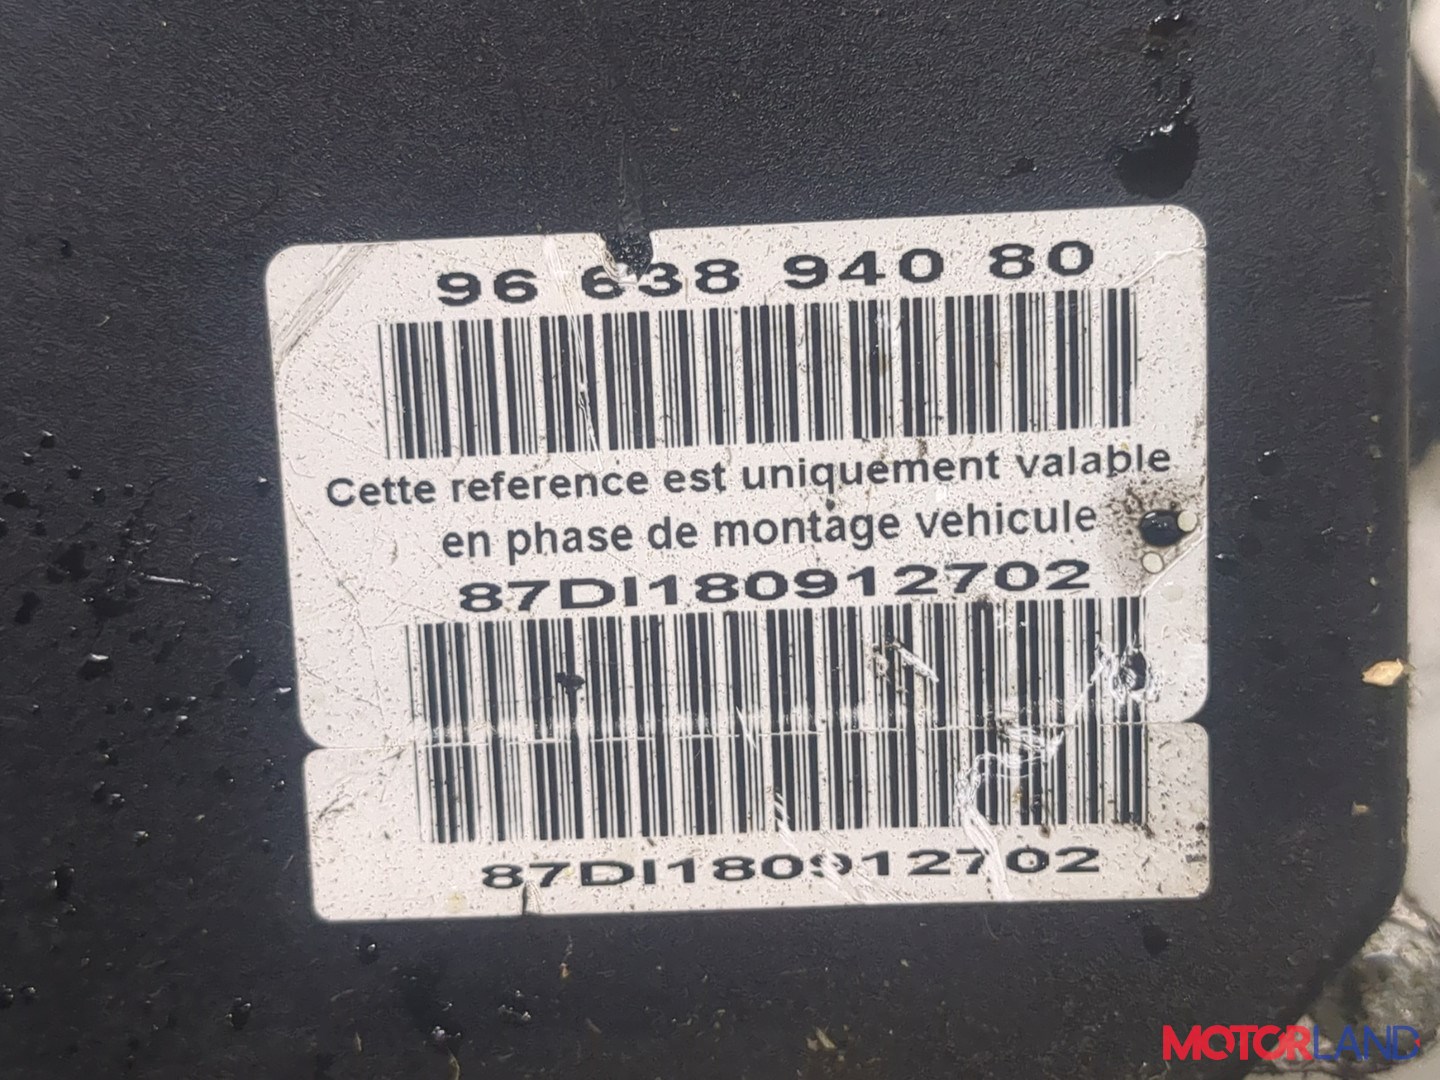 96 638 940 80
Cette reference est uniquement valable
en phase de montage vehicule
87DI180912702
87DI180912702
MOTORLAND